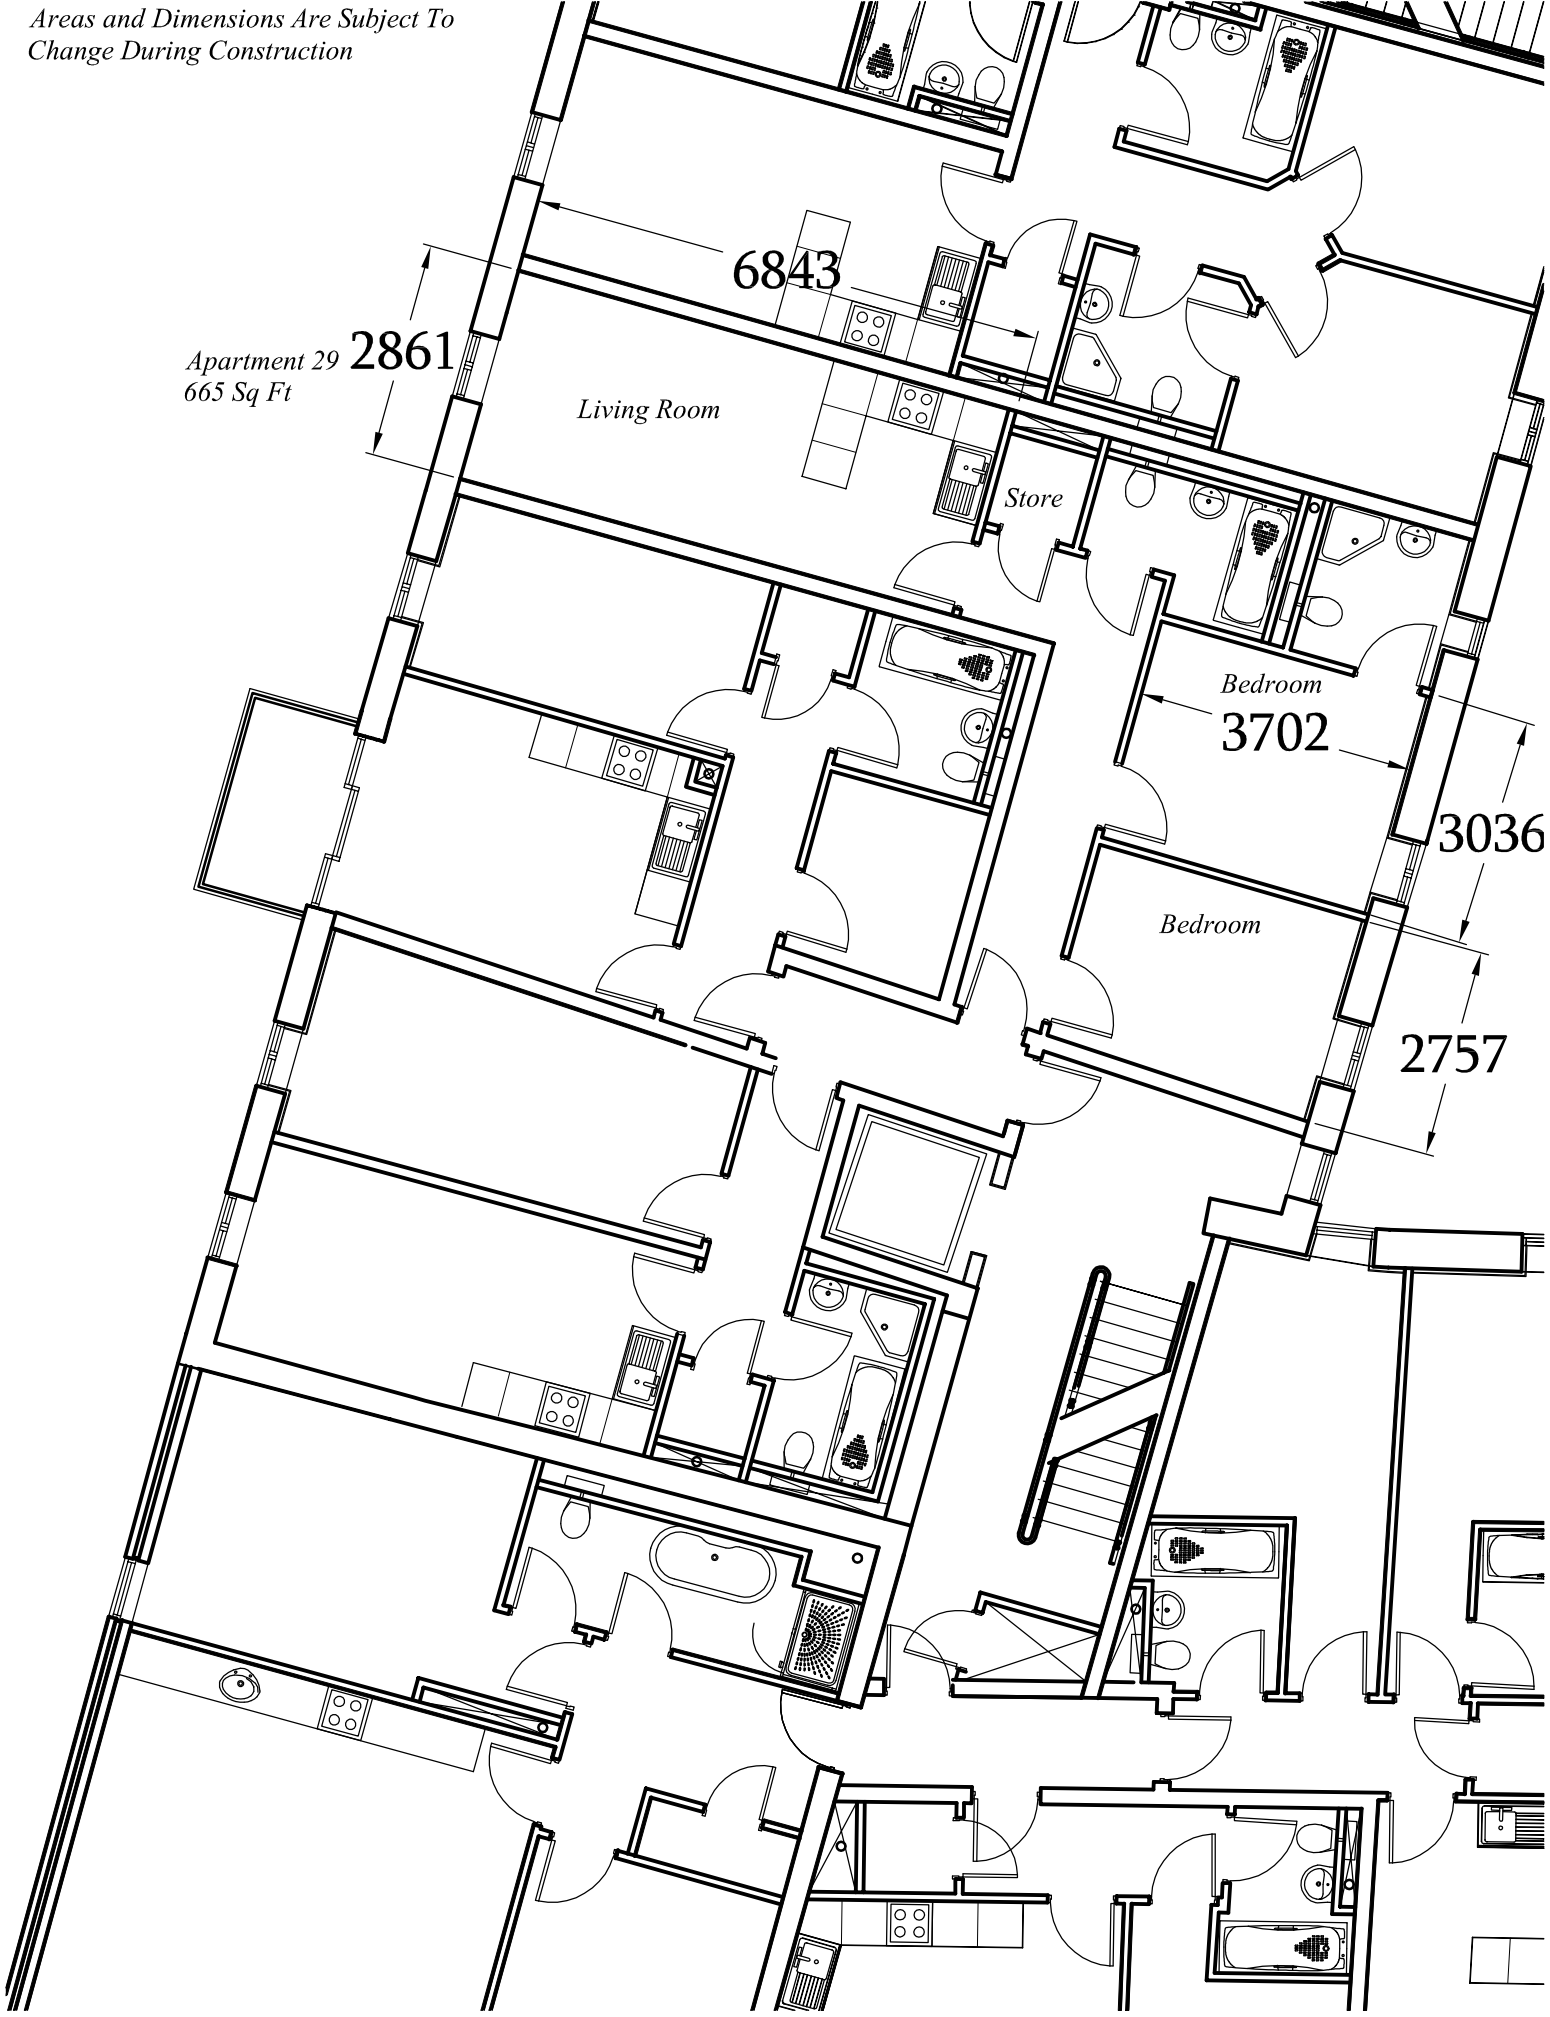 Areas and Dimensions Are Subject To
Change During Construction
6843
Apartment 29
665 Sq Ft
2861
Living Room
Store
Bedroom
3702
3036
Bedroom
2757